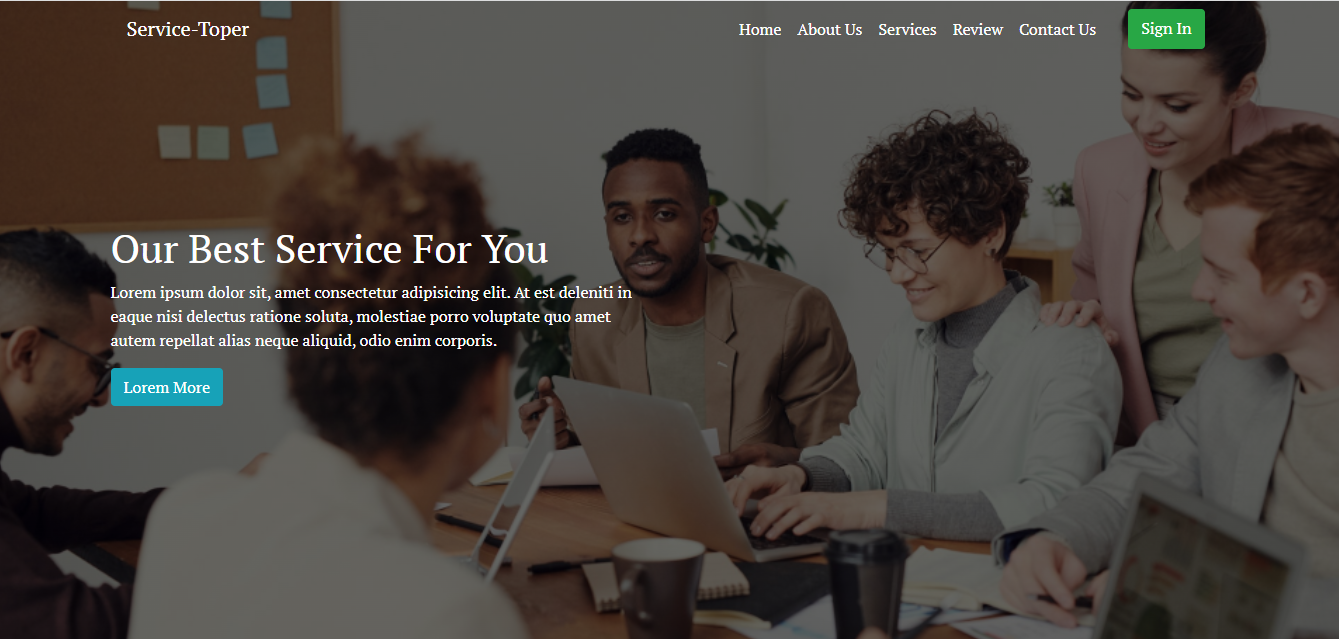 Service-Toper
Home About Us Services Review Contact Us Sign In
Our Best Service For You
Lorem ipsum dolor sit, amet consectetur adipisicing elit. At est deleniti in
eaque nisi delectus ratione soluta, molestiae porro voluptate quo amet
autem repellat alias neque aliquid, odio enim corporis.
Lorem More